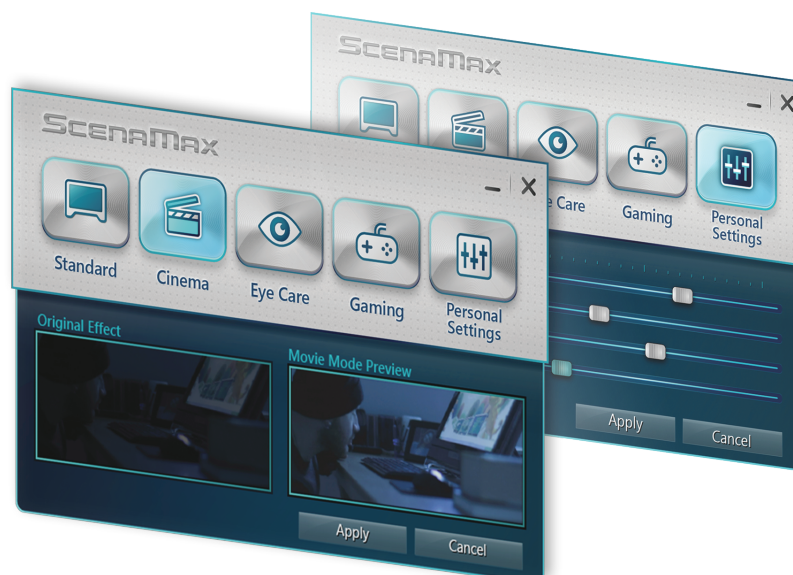 SCENAMAX
Gaming
Personal
Settings
Apply
Cancel
SCENAMAX
Standard
Cinema
Eye Care
Gaming
Personal
Settings
Original Effect
Movie Mode Preview
Apply
Cancel